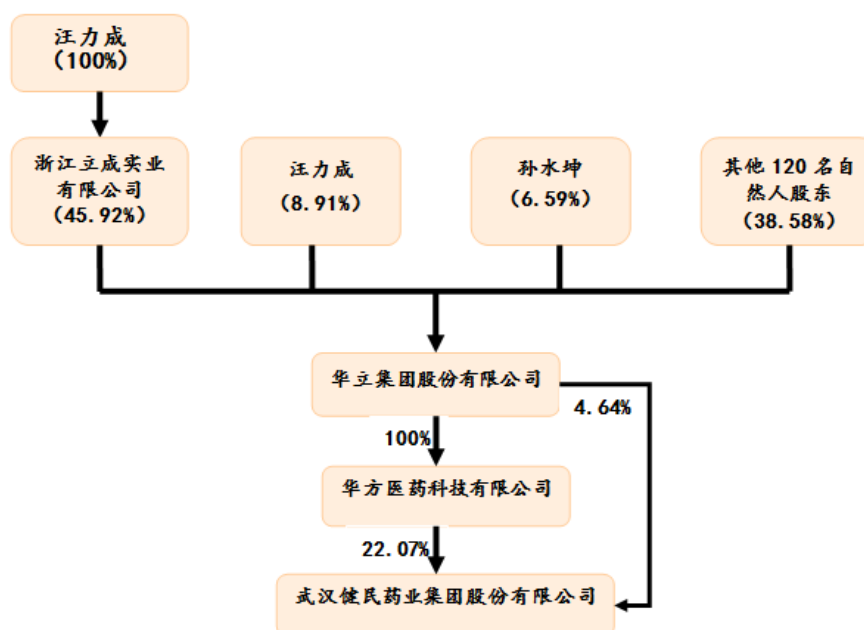 汪力成
(100%)
浙江立成实业
有限公司
(45.92%)
汪力成
(8.91%)
孙水坤
(6.59%)
其他 120 名自
然人股东
(38.58%)
华立集团股份有限公司
4.64%
100%
华方医药科技有限公司
22.07%
武汉健民药业集团股份有限公司